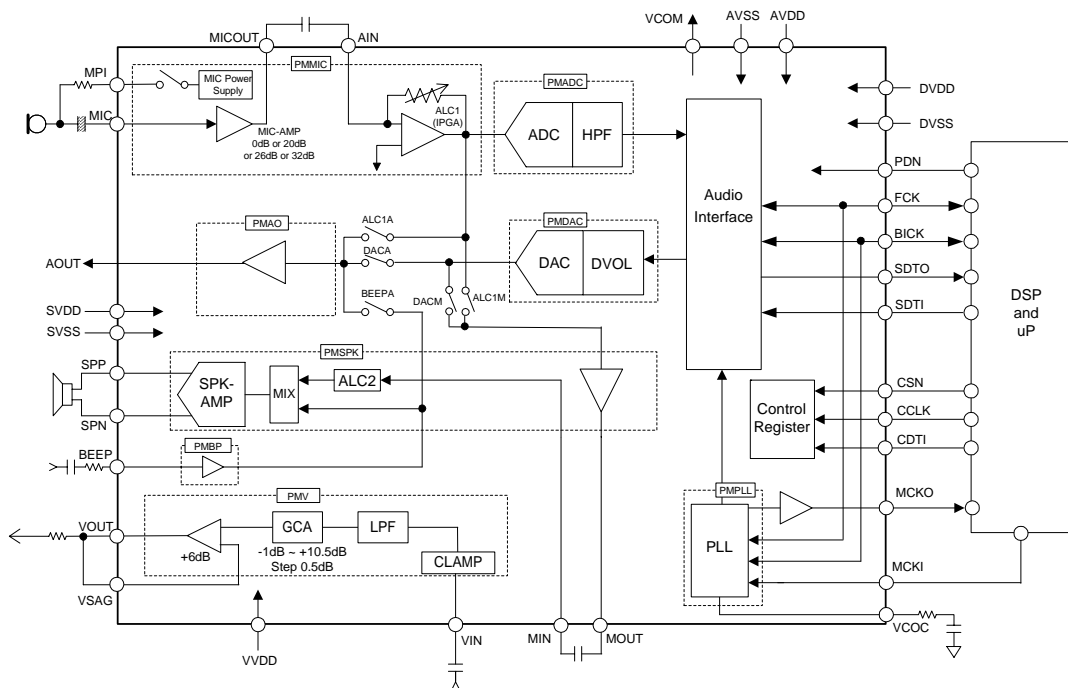 MICOUT
AIN
VCOM
AVSS
AVDD
MPI
PMMIC
MIC Power
Supply
MIC
MIC-AMP
0dB or 20dB
or 26dB or 32dB
ALC1
(IPGA)
PMADC
ADC
HPF
Audio
Interface
DVDD
DVSS
PDN
FCK
BICK
SDTO
SDTI
DSP
and
uP
AOUT
PMAO
ALC1A
DACA
BEEPA
PMDAC
DAC
DVOL
DACM
ALC1M
SVDD
SVSS
SPP
SPN
PMSPK
SPK-
AMP
MIX
ALC2
Control
Register
CSN
CCLK
CDTI
BEEP
PMBP
PMPLL
PLL
MCKO
MCKI
VCOC
VOUT
PMV
+6dB
GCA
-1dB ~ +10.5dB
Step 0.5dB
LPF
CLAMP
VSAG
VVDD
VIN
MIN
MOUT